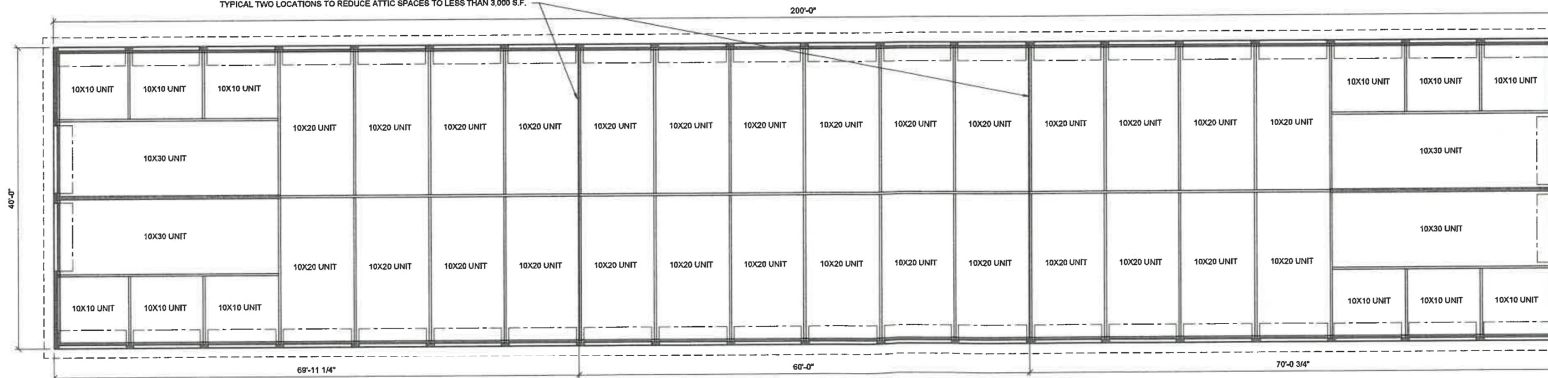 TYPICAL TWO LOCATIONS TO REDUCE ATTIC SPACES TO LESS THAN 3,000 S.F.
200'-0"
10X10 UNIT 10X10 UNIT 10X10 UNIT 10X10 UNIT 10X10 UNIT 10X10 UNIT
10X20 UNIT 10X20 UNIT 10X20 UNIT 10X20 UNIT 10X20 UNIT 10X20 UNIT 10X20 UNIT 10X20 UNIT 10X20 UNIT 10X20 UNIT 10X20 UNIT 10X20 UNIT 10X20 UNIT 10X20 UNIT
10X30 UNIT 10X30 UNIT
40'-0"
10X30 UNIT 10X30 UNIT
10X20 UNIT 10X20 UNIT 10X20 UNIT 10X20 UNIT 10X20 UNIT 10X20 UNIT 10X20 UNIT 10X20 UNIT 10X20 UNIT 10X20 UNIT 10X20 UNIT 10X20 UNIT 10X20 UNIT 10X20 UNIT
10X10 UNIT 10X10 UNIT 10X10 UNIT 10X10 UNIT 10X10 UNIT 10X10 UNIT
69'-11 1/4" 60'-0" 70'-0 3/4"